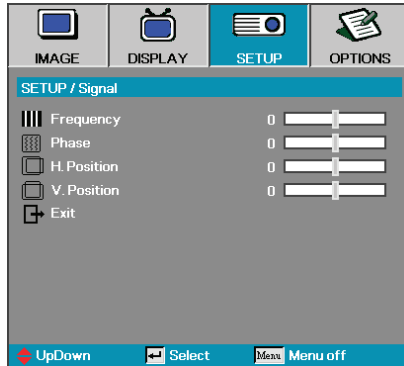 IMAGE DISPLAY SETUP OPTIONS
SETUP / Signal
Frequency 0
Phase 0
H. Position 0
V. Position 0
Exit
UpDown Select Menu Menu off